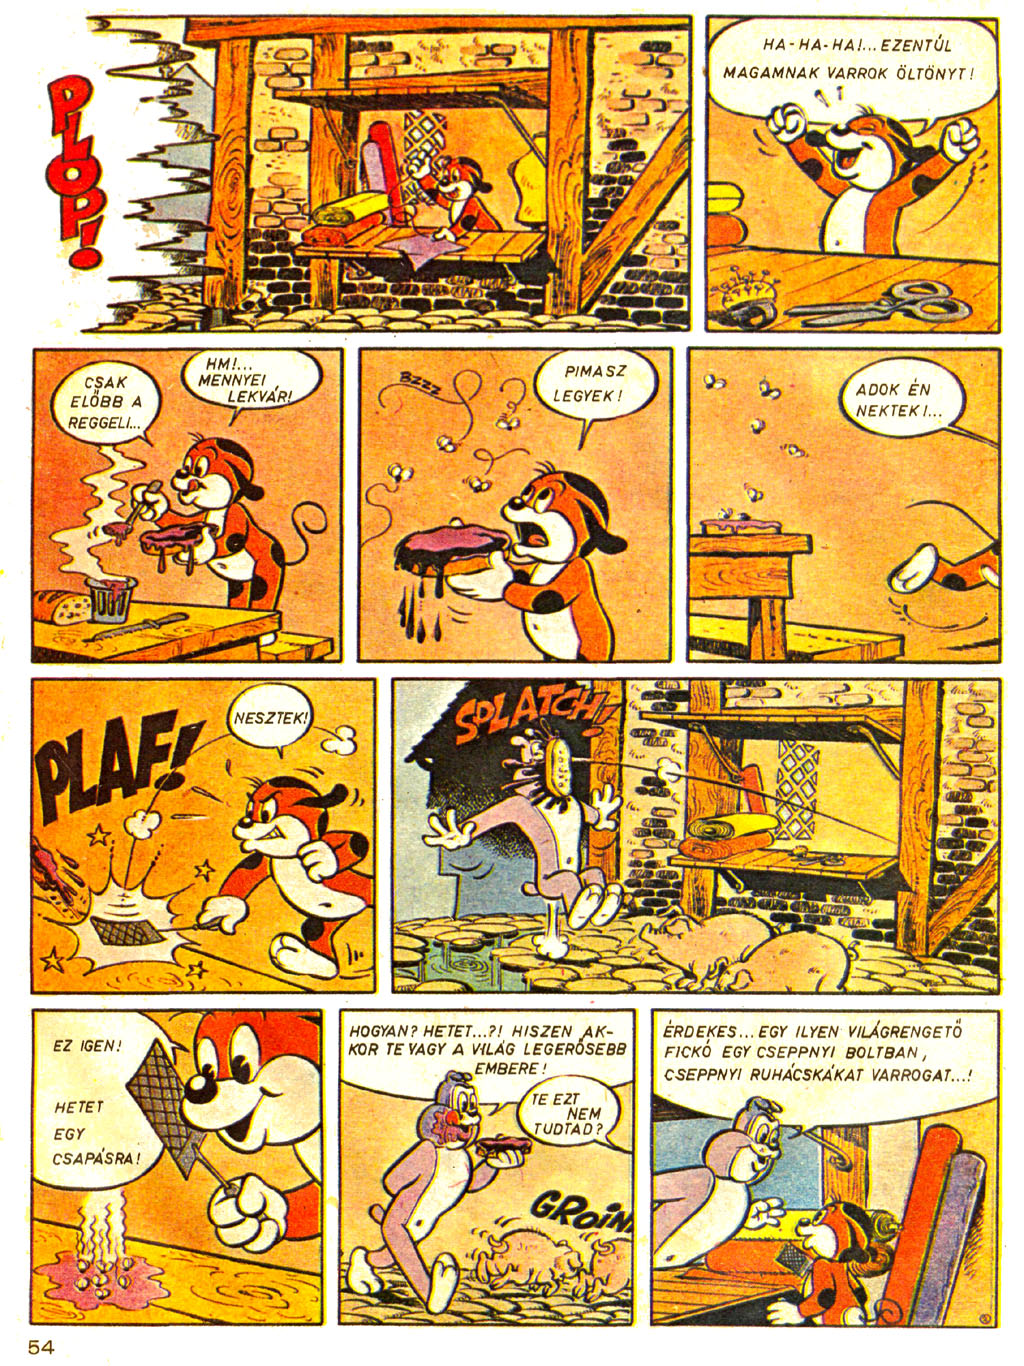 PLOP!
HA-HA-HA!... EZENTÚL
MAGAMNAK VARROK ÖLTÖNYT!
CSAK
ELŐBB A
REGGELI...
HM!...
MENNYEI
LEKVÁR!
BZZZ
PIMASZ
LEGYEK!
ADOK ÉN
NEKTEK!...
PLAF!
NESZTEK!
SPLATCH!
EZ IGEN!
HETET
EGY
CSAPÁSRA!
HOGYAN? HETET...?! HISZEN AK-
KOR TE VAGY A VILÁG LEGERŐSEBB
EMBERE!
TE EZT
NEM
TUDTAD?
GROINK
ÉRDEKES... EGY ILYEN VILÁGRENGETŐ
FICKÓ EGY CSEPPNYI BOLTBAN,
CSEPPNYI RUHÁCSKÁKAT VARROGAT...!
54